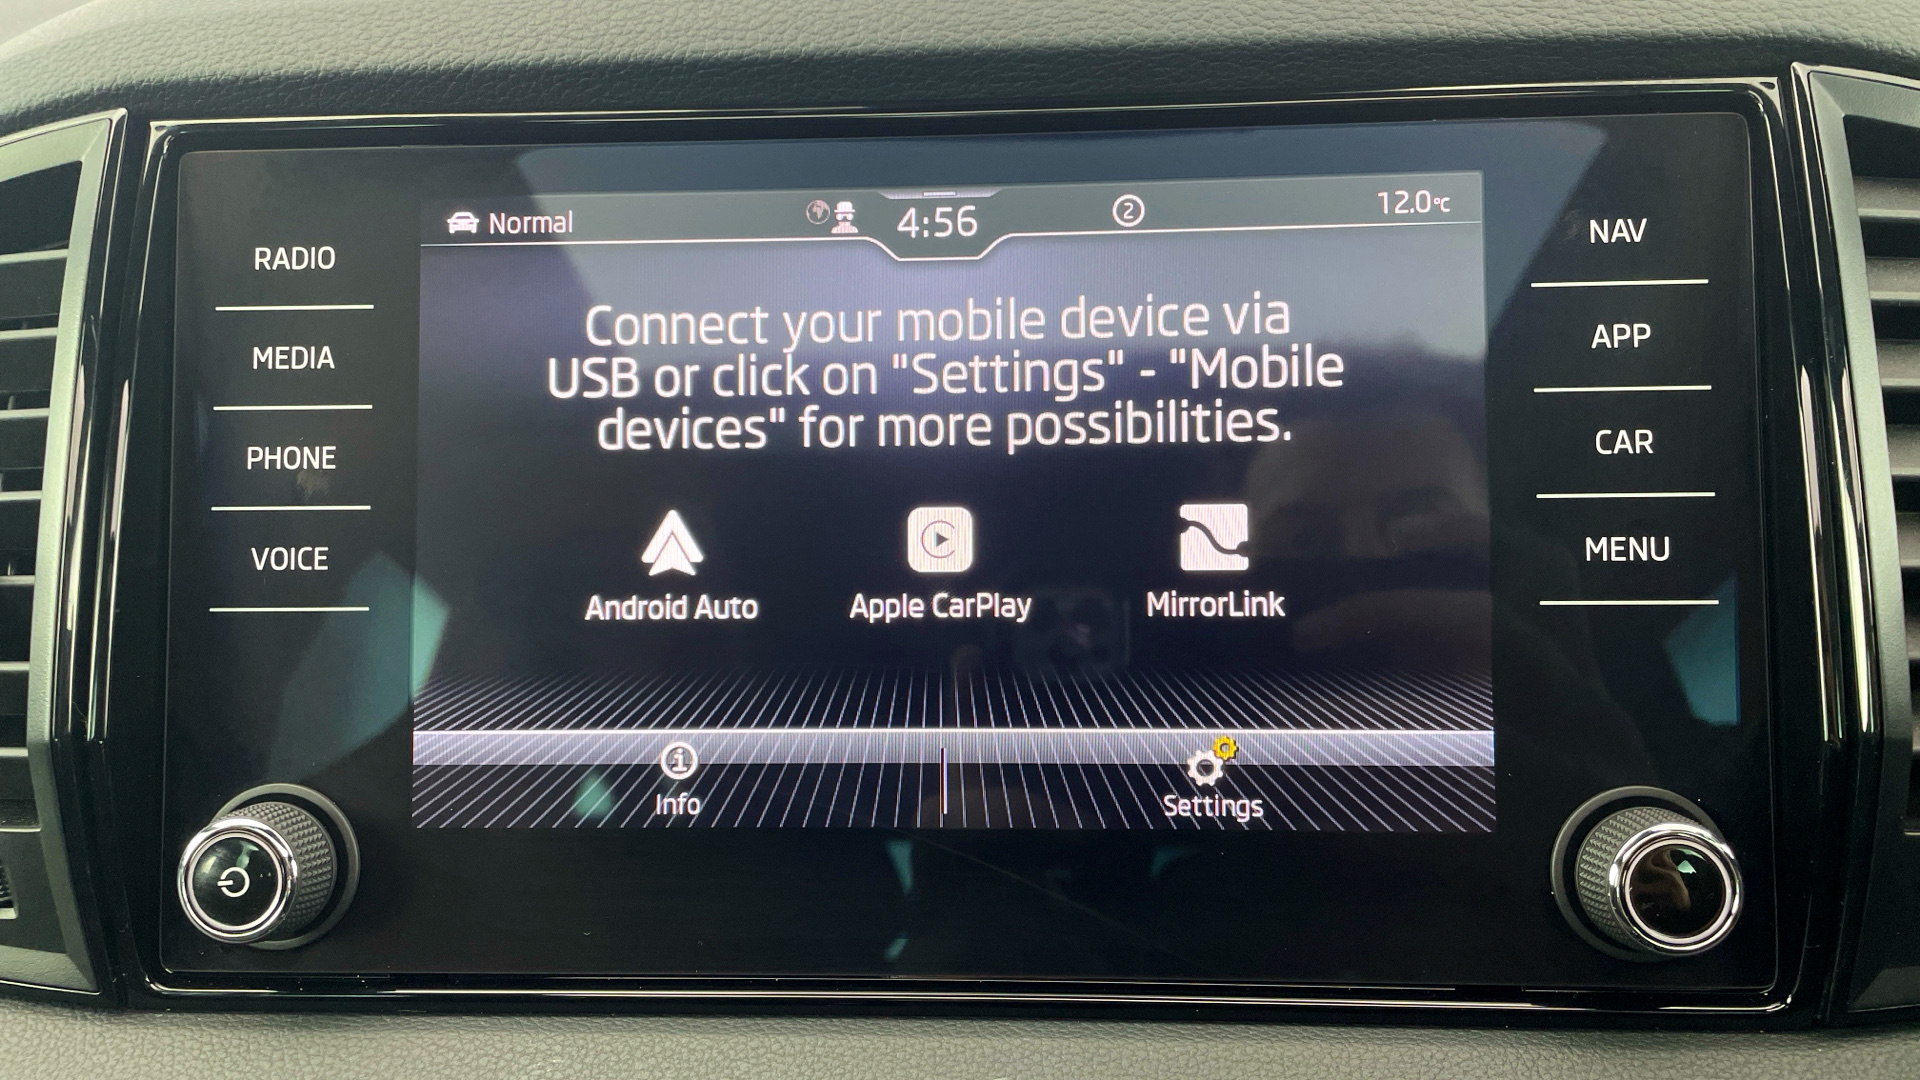 Normal
4:56
2
12.0°C
RADIO
MEDIA
PHONE
VOICE
Connect your mobile device via
USB or click on "Settings" - "Mobile
devices" for more possibilities.
Android Auto
Apple CarPlay
MirrorLink
i
Info
Settings
NAV
APP
CAR
MENU